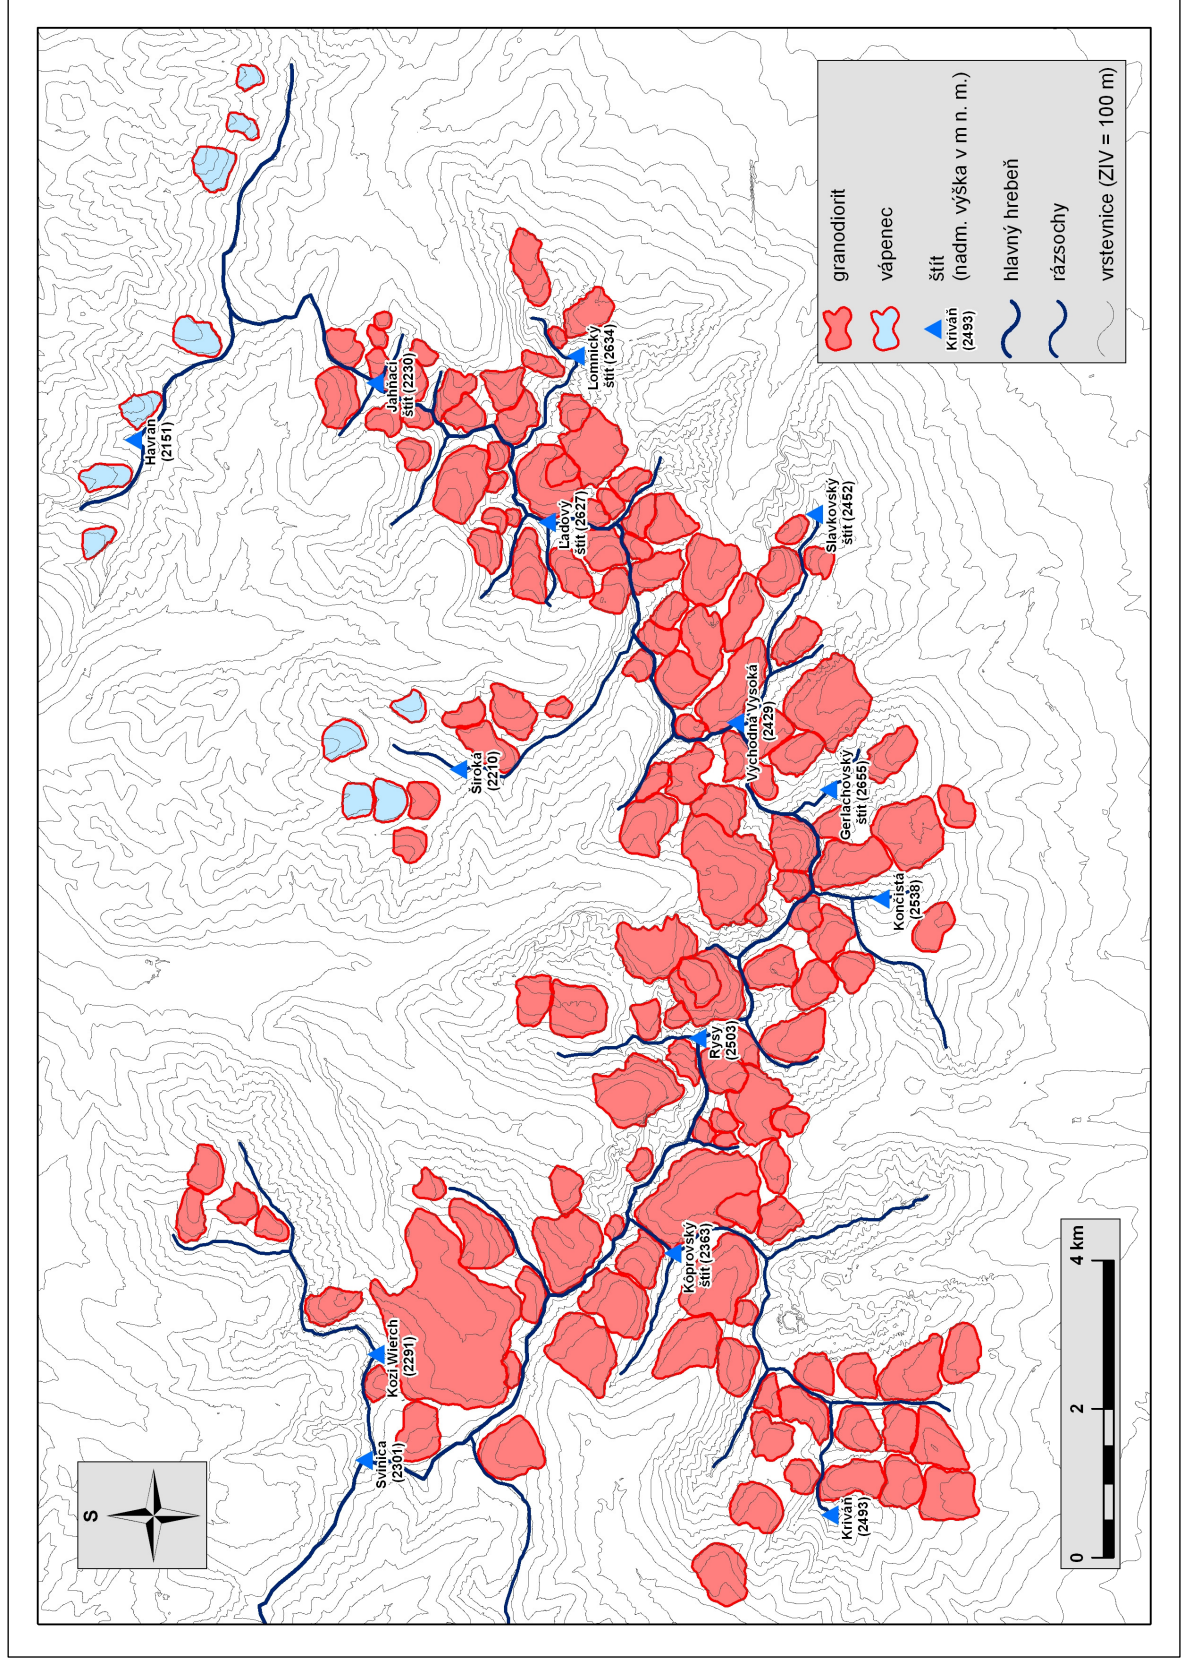 S
Havran
(2151)
Jahňací
štít (2230)
Lomnický
štít (2634)
Ľadový
štít (2627)
Slavkovský
štít (2452)
Široká
(2210)
Východná Vysoká
(2429)
Gerlachovský
štít (2655)
Končistá
(2538)
Rysy
(2503)
Kôprovský
štít (2363)
Kozi Wierch
(2291)
Svinica
(2301)
Kriváň
(2493)
granodiorit
vápenec
Kriváň
(2493)
štít
(nadm. výška v m n. m.)
hlavný hrebeň
rázsochy
vrstevnice (ZIV = 100 m)
0
2
4 km